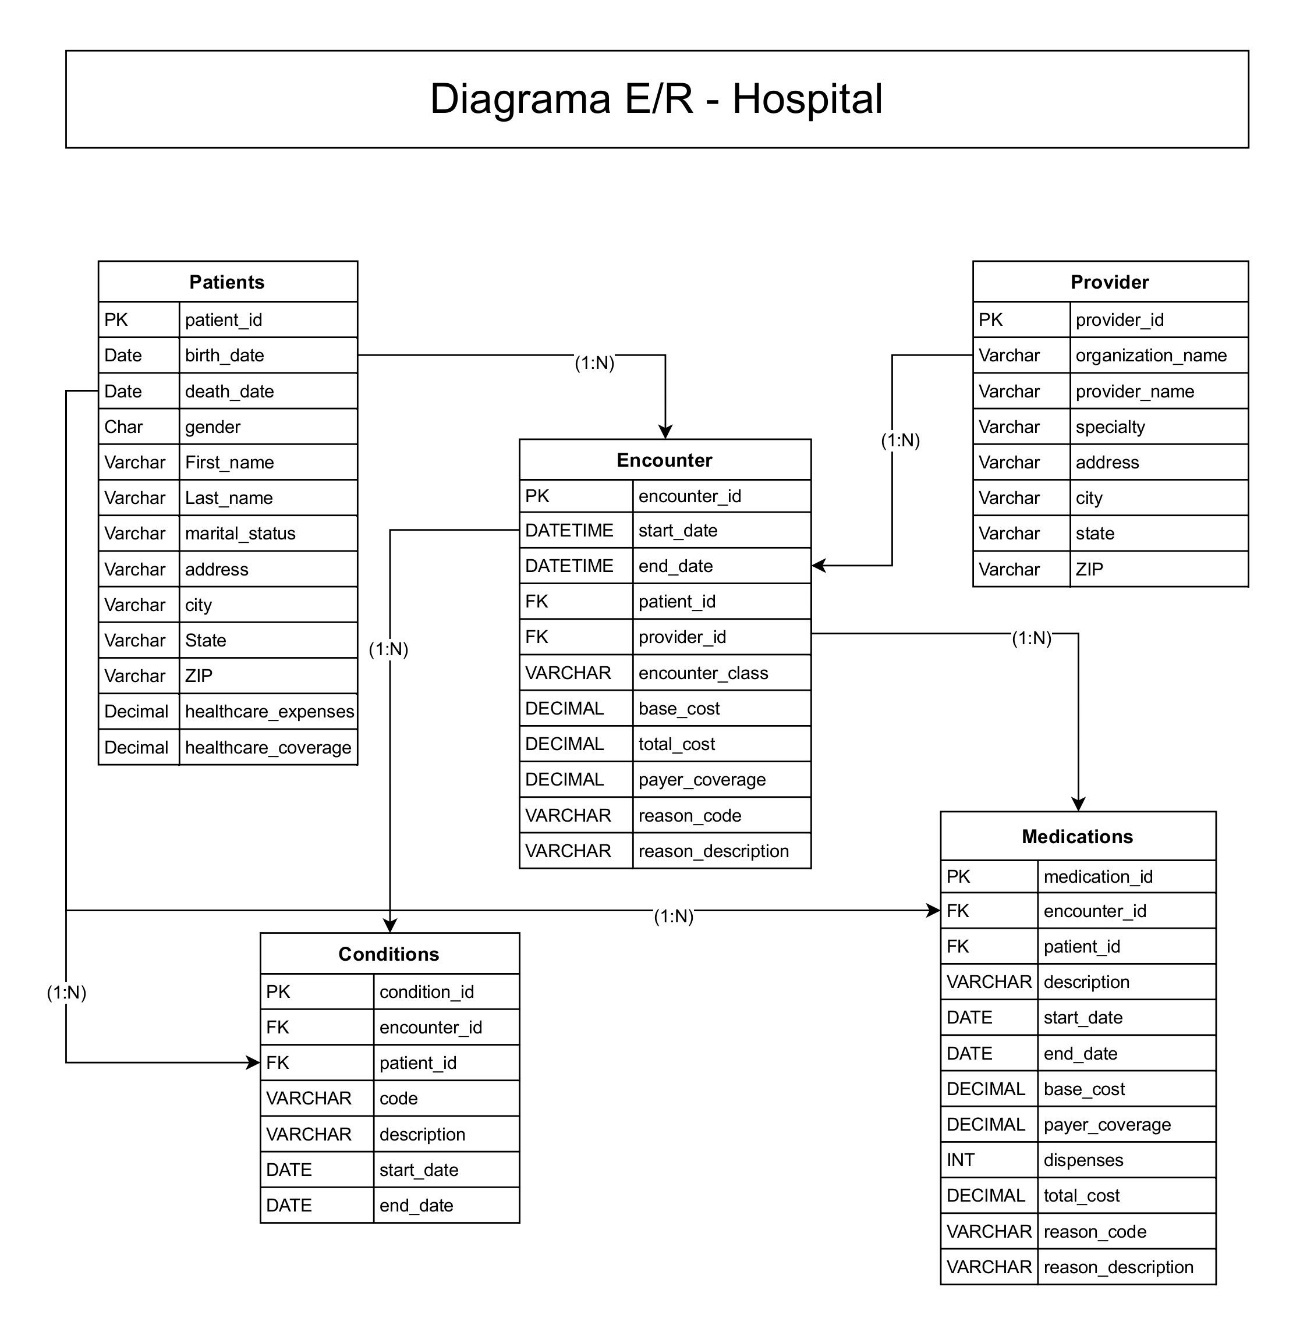 Diagrama E/R - Hospital
Patients
PK patient_id
Date birth_date
Date death_date
Char gender
Varchar First_name
Varchar Last_name
Varchar marital_status
Varchar address
Varchar city
Varchar State
Varchar ZIP
Decimal healthcare_expenses
Decimal healthcare_coverage
(1:N)
Provider
PK provider_id
Varchar organization_name
Varchar provider_name
Varchar specialty
Varchar address
Varchar city
Varchar state
Varchar ZIP
(1:N)
Encounter
PK encounter_id
DATETIME start_date
DATETIME end_date
FK patient_id
FK provider_id
VARCHAR encounter_class
DECIMAL base_cost
DECIMAL total_cost
DECIMAL payer_coverage
VARCHAR reason_code
VARCHAR reason_description
(1:N)
(1:N)
(1:N)
(1:N)
Conditions
PK condition_id
FK encounter_id
FK patient_id
VARCHAR code
VARCHAR description
DATE start_date
DATE end_date
Medications
PK medication_id
FK encounter_id
FK patient_id
VARCHAR description
DATE start_date
DATE end_date
DECIMAL base_cost
DECIMAL payer_coverage
INT dispenses
DECIMAL total_cost
VARCHAR reason_code
VARCHAR reason_description